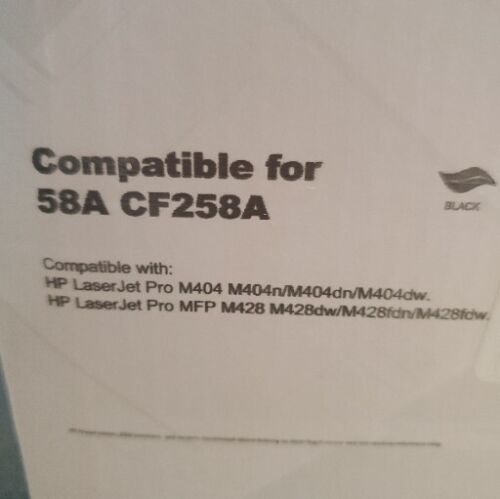 Compatible for
58A CF258A
BLACK
Compatible with:
HP LaserJet Pro M404 M404n/M404dn/M404dw.
HP LaserJet Pro MFP M428 M428dw/M428fdn/M428fdw.